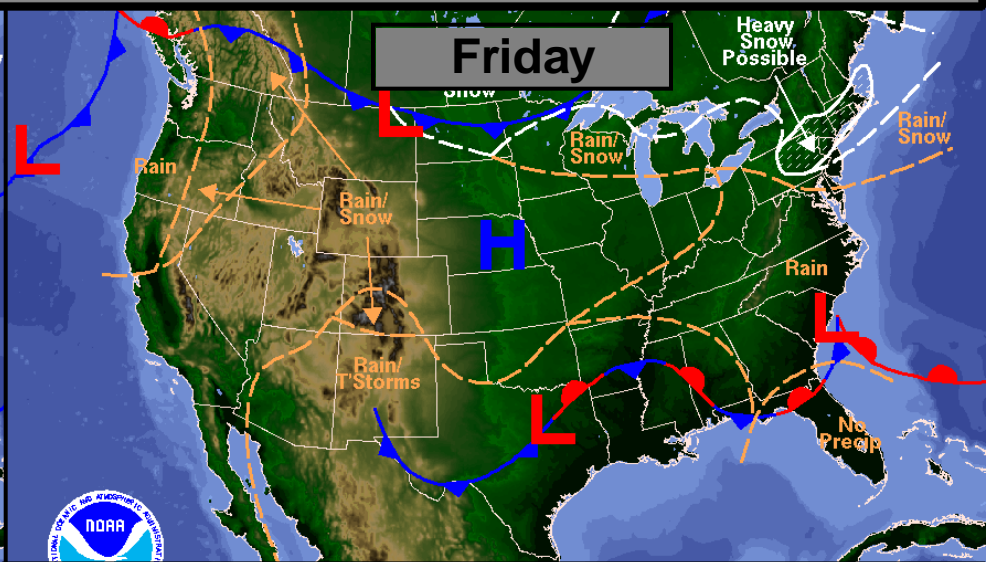 Friday
Heavy
Snow
Possible
Snow
L
L
Rain/
Snow
Rain/
Snow
Rain
Rain/
Snow
H
Rain
L
Rain/
T'Storms
L
No
Precip
NOAA